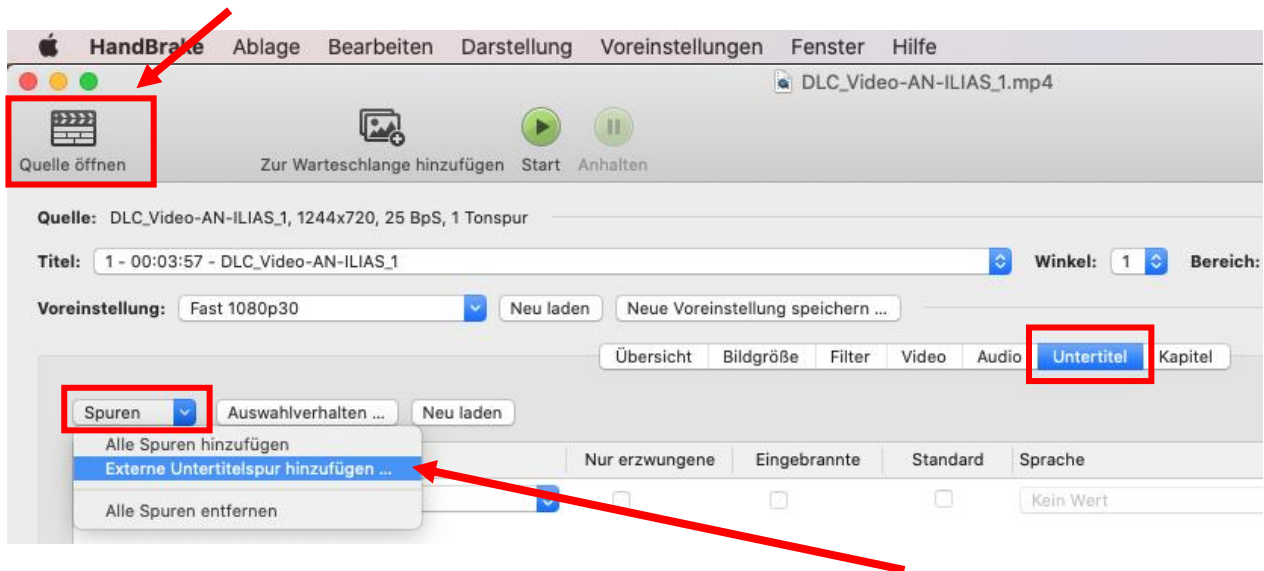 HandBrake Ablage Bearbeiten Darstellung Voreinstellungen Fenster Hilfe
DLC_Video-AN-ILIAS_1.mp4
Quelle öffnen Zur Warteschlange hinzufügen Start Anhalten
Quelle: DLC_Video-AN-ILIAS_1, 1244x720, 25 BpS, 1 Tonspur
Titel: 1 - 00:03:57 - DLC_Video-AN-ILIAS_1 Winkel: 1 Bereich:
Voreinstellung: Fast 1080p30 Neu laden Neue Voreinstellung speichern ...
Übersicht Bildgröße Filter Video Audio Untertitel Kapitel
Spuren Auswahlverhalten ... Neu laden
Alle Spuren hinzufügen
Externe Untertitelspur hinzufügen ... Nur erzwungene Eingebrannte Standard Sprache
Kein Wert
Alle Spuren entfernen